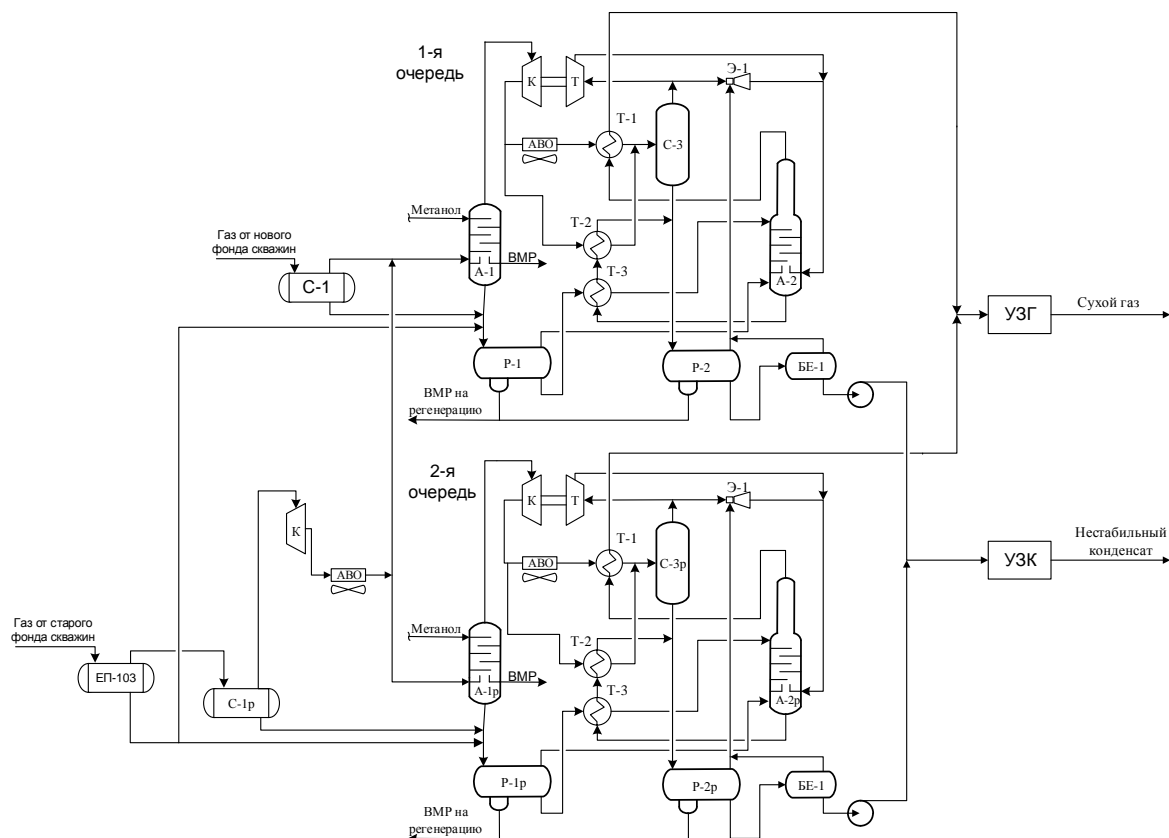 1-я
очередь
К
Т
Э-1
Т-1
АВО
С-3
Метанол
Т-2
Газ от нового
фонда скважин
ВМР
А-1
Т-3
А-2
С-1
УЗГ
Сухой газ
Р-1
Р-2
БЕ-1
ВМР на
регенерацию
2-я
очередь
К
Т
Э-1
К
Т-1
АВО
С-3р
АВО
Нестабильный
конденсат
УЗК
Газ от старого
фонда скважин
Метанол
Т-2
ЕП-103
ВМР
А-1р
Т-3
А-2р
С-1р
Р-1р
Р-2р
БЕ-1
ВМР на
регенерацию